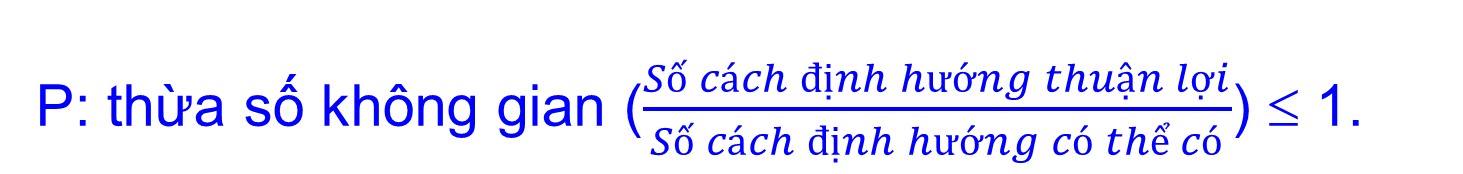 P: thừa số không gian (Số cách định hướng thuận lợi / Số cách định hướng có thể có) ≤ 1.